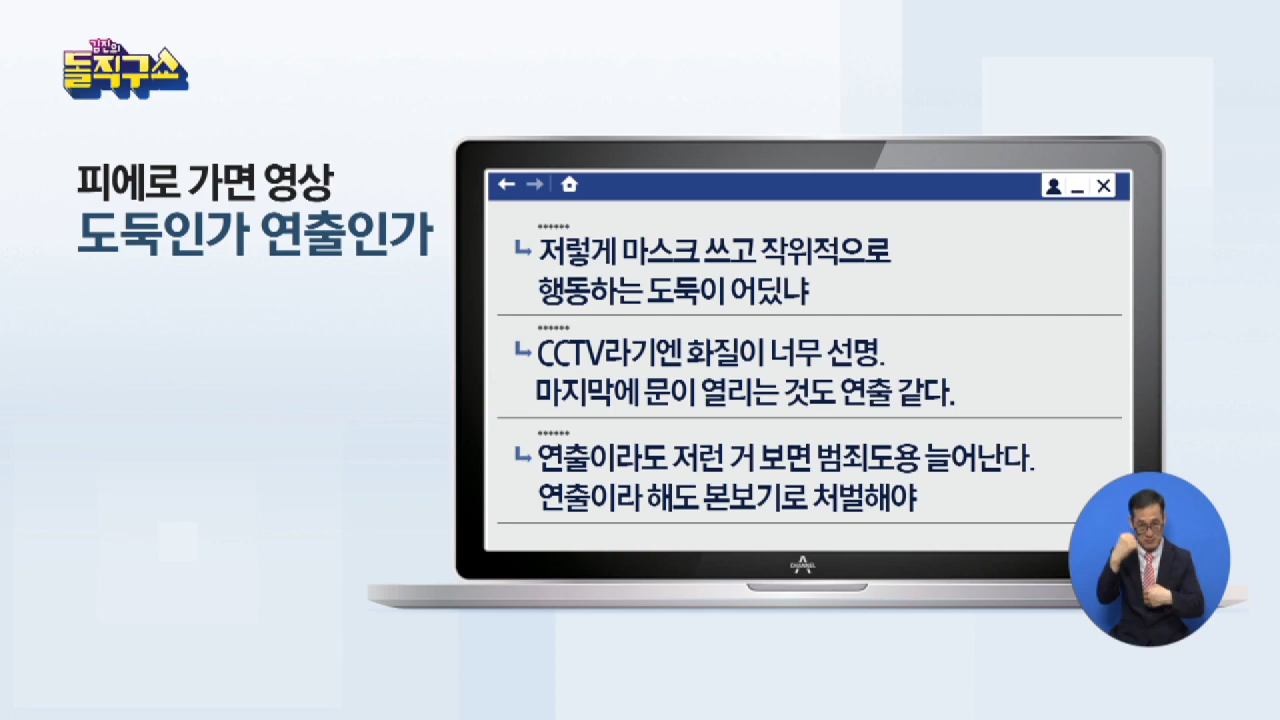 김진의
돌직구쇼
피에로 가면 영상
도둑인가 연출인가
******
저렇게 마스크 쓰고 작위적으로
행동하는 도둑이 어딨냐
******
CCTV라기엔 화질이 너무 선명.
마지막에 문이 열리는 것도 연출 같다.
******
연출이라도 저런 거 보면 범죄도용 늘어난다.
연출이라 해도 본보기로 처벌해야
CHANNEL A